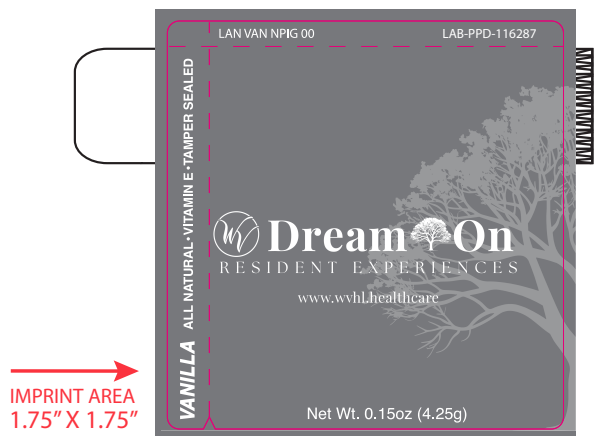 LAN VAN NPIG 00
LAB-PPD-116287
VANILLA ALL NATURAL•VITAMIN E•TAMPER SEALED
WV Dream On
RESIDENT EXPERIENCES
www.wvhl.healthcare
IMPRINT AREA
1.75” X 1.75”
Net Wt. 0.15oz (4.25g)